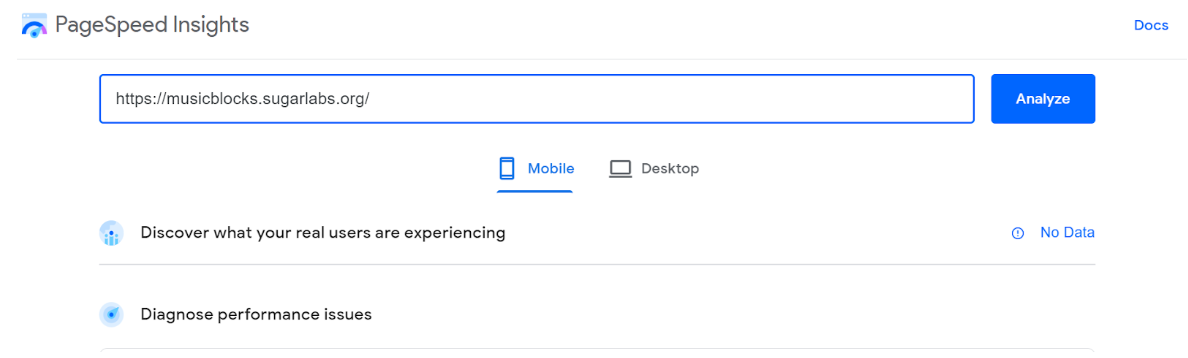 PageSpeed Insights
Docs
https://musicblocks.sugarlabs.org/
Analyze
Mobile
Desktop
Discover what your real users are experiencing
No Data
Diagnose performance issues